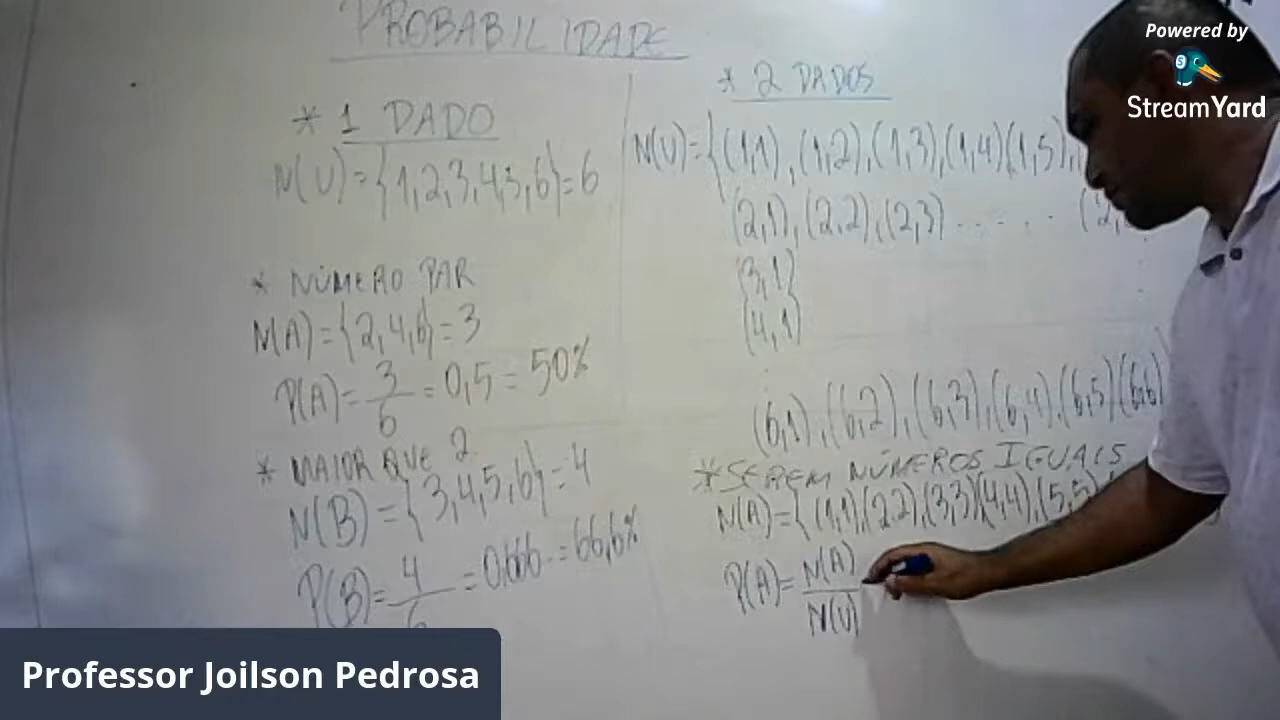 PROBABILIDADE
* 1 DADO
N(U)={1,2,3,4,5,6}=6
* NÚMERO PAR
N(A)={2,4,6}=3
P(A)=3/6=0,5=50%
* MAIOR QUE 2
N(B)={3,4,5,6}=4
P(B)=4/6=0,666...=66,6%
* 2 DADOS
N(U)={(1,1),(1,2),(1,3),(1,4)(1,5),
(2,1),(2,2),(2,3)....... (2,
(3,1)
(4,1)
(6,1),(6,2),(6,3),(6,4),(6,5)(6,6)
*SEREM NÚMEROS IGUAIS
N(A)={(1,1)(2,2),(3,3)(4,4),(5,5)
P(A)=N(A)/N(U)
Powered by
StreamYard
Professor Joilson Pedrosa